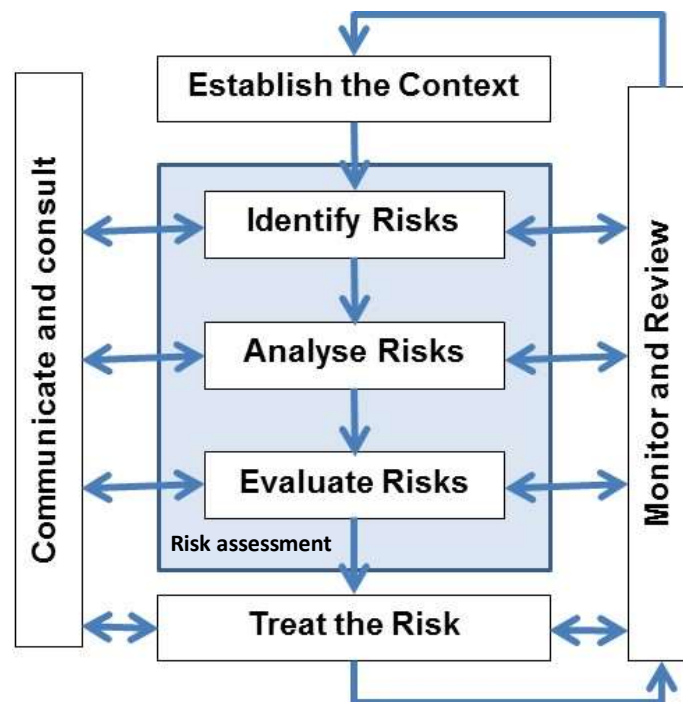 Establish the Context
Communicate and consult
Identify Risks
Analyse Risks
Evaluate Risks
Risk assessment
Treat the Risk
Monitor and Review